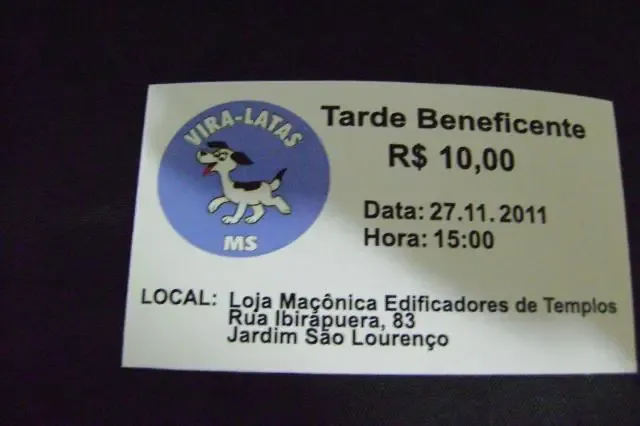 VIRA-LATAS
MS
Tarde Beneficente
R$ 10,00
Data: 27.11.2011
Hora: 15:00
LOCAL: Loja Maçônica Edificadores de Templos
Rua Ibirapuera, 83
Jardim São Lourenço